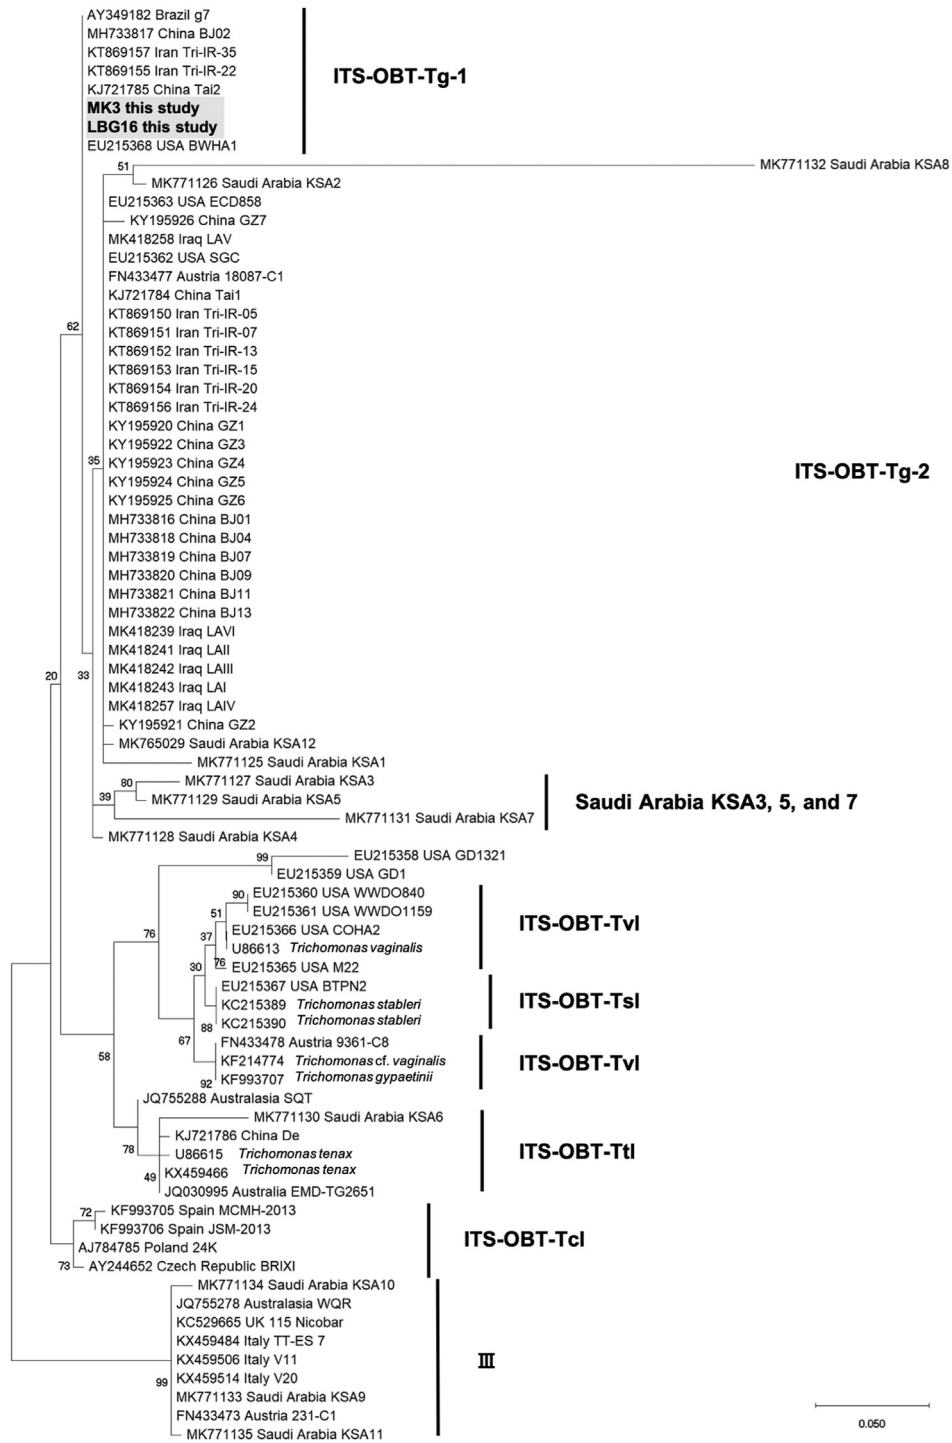 AY349182 Brazil g7
MH733817 China BJ02
KT869157 Iran Tri-IR-35
KT869155 Iran Tri-IR-22
KJ721785 China Tai2
MK3 this study
LBG16 this study
EU215368 USA BWHA1
ITS-OBT-Tg-1
51
MK771132 Saudi Arabia KSA8
MK771126 Saudi Arabia KSA2
EU215363 USA ECD858
KY195926 China GZ7
MK418258 Iraq LAV
EU215362 USA SGC
FN433477 Austria 18087-C1
KJ721784 China Tai1
KT869150 Iran Tri-IR-05
62
KT869151 Iran Tri-IR-07
KT869152 Iran Tri-IR-13
KT869153 Iran Tri-IR-15
KT869154 Iran Tri-IR-20
KT869156 Iran Tri-IR-24
KY195920 China GZ1
KY195922 China GZ3
35
KY195923 China GZ4
KY195924 China GZ5
KY195925 China GZ6
ITS-OBT-Tg-2
MH733816 China BJ01
MH733818 China BJ04
MH733819 China BJ07
MH733820 China BJ09
MH733821 China BJ11
MH733822 China BJ13
MK418239 Iraq LAVI
MK418241 Iraq LAII
MK418242 Iraq LAIII
20
33
MK418243 Iraq LAI
MK418257 Iraq LAIV
KY195921 China GZ2
MK765029 Saudi Arabia KSA12
MK771125 Saudi Arabia KSA1
80
MK771127 Saudi Arabia KSA3
39
MK771129 Saudi Arabia KSA5
MK771131 Saudi Arabia KSA7
Saudi Arabia KSA3, 5, and 7
MK771128 Saudi Arabia KSA4
99
EU215358 USA GD1321
EU215359 USA GD1
90
EU215360 USA WWDO840
51
EU215361 USA WWDO1159
76
37
EU215366 USA COHA2
U86613 Trichomonas vaginalis
30
76
EU215365 USA M22
ITS-OBT-Tvl
EU215367 USA BTPN2
KC215389 Trichomonas stableri
88
KC215390 Trichomonas stableri
ITS-OBT-Tsl
67
FN433478 Austria 9361-C8
58
KF214774 Trichomonas cf. vaginalis
92
KF993707 Trichomonas gypaetinii
ITS-OBT-Tvl
JQ755288 Australasia SQT
MK771130 Saudi Arabia KSA6
KJ721786 China De
78
U86615 Trichomonas tenax
49
KX459466 Trichomonas tenax
JQ030995 Australia EMD-TG2651
ITS-OBT-Ttl
72
KF993705 Spain MCMH-2013
KF993706 Spain JSM-2013
AJ784785 Poland 24K
73
AY244652 Czech Republic BRIXI
ITS-OBT-Tcl
MK771134 Saudi Arabia KSA10
JQ755278 Australasia WQR
KC529665 UK 115 Nicobar
KX459484 Italy TT-ES 7
KX459506 Italy V11
KX459514 Italy V20
99
MK771133 Saudi Arabia KSA9
FN433473 Austria 231-C1
MK771135 Saudi Arabia KSA11
III
0.050